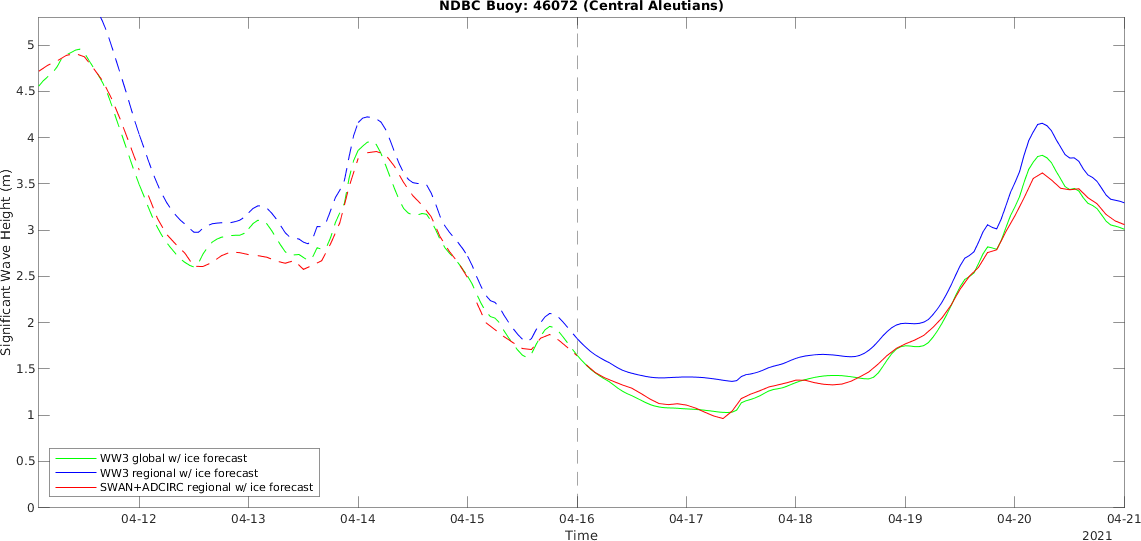 NDBC Buoy: 46072 (Central Aleutians)
Significant Wave Height (m)
5
4.5
4
3.5
3
2.5
2
1.5
1
0.5
0
WW3 global w/ ice forecast
WW3 regional w/ ice forecast
SWAN+ADCIRC regional w/ ice forecast
04-12 04-13 04-14 04-15 04-16 04-17 04-18 04-19 04-20 04-21
Time
2021